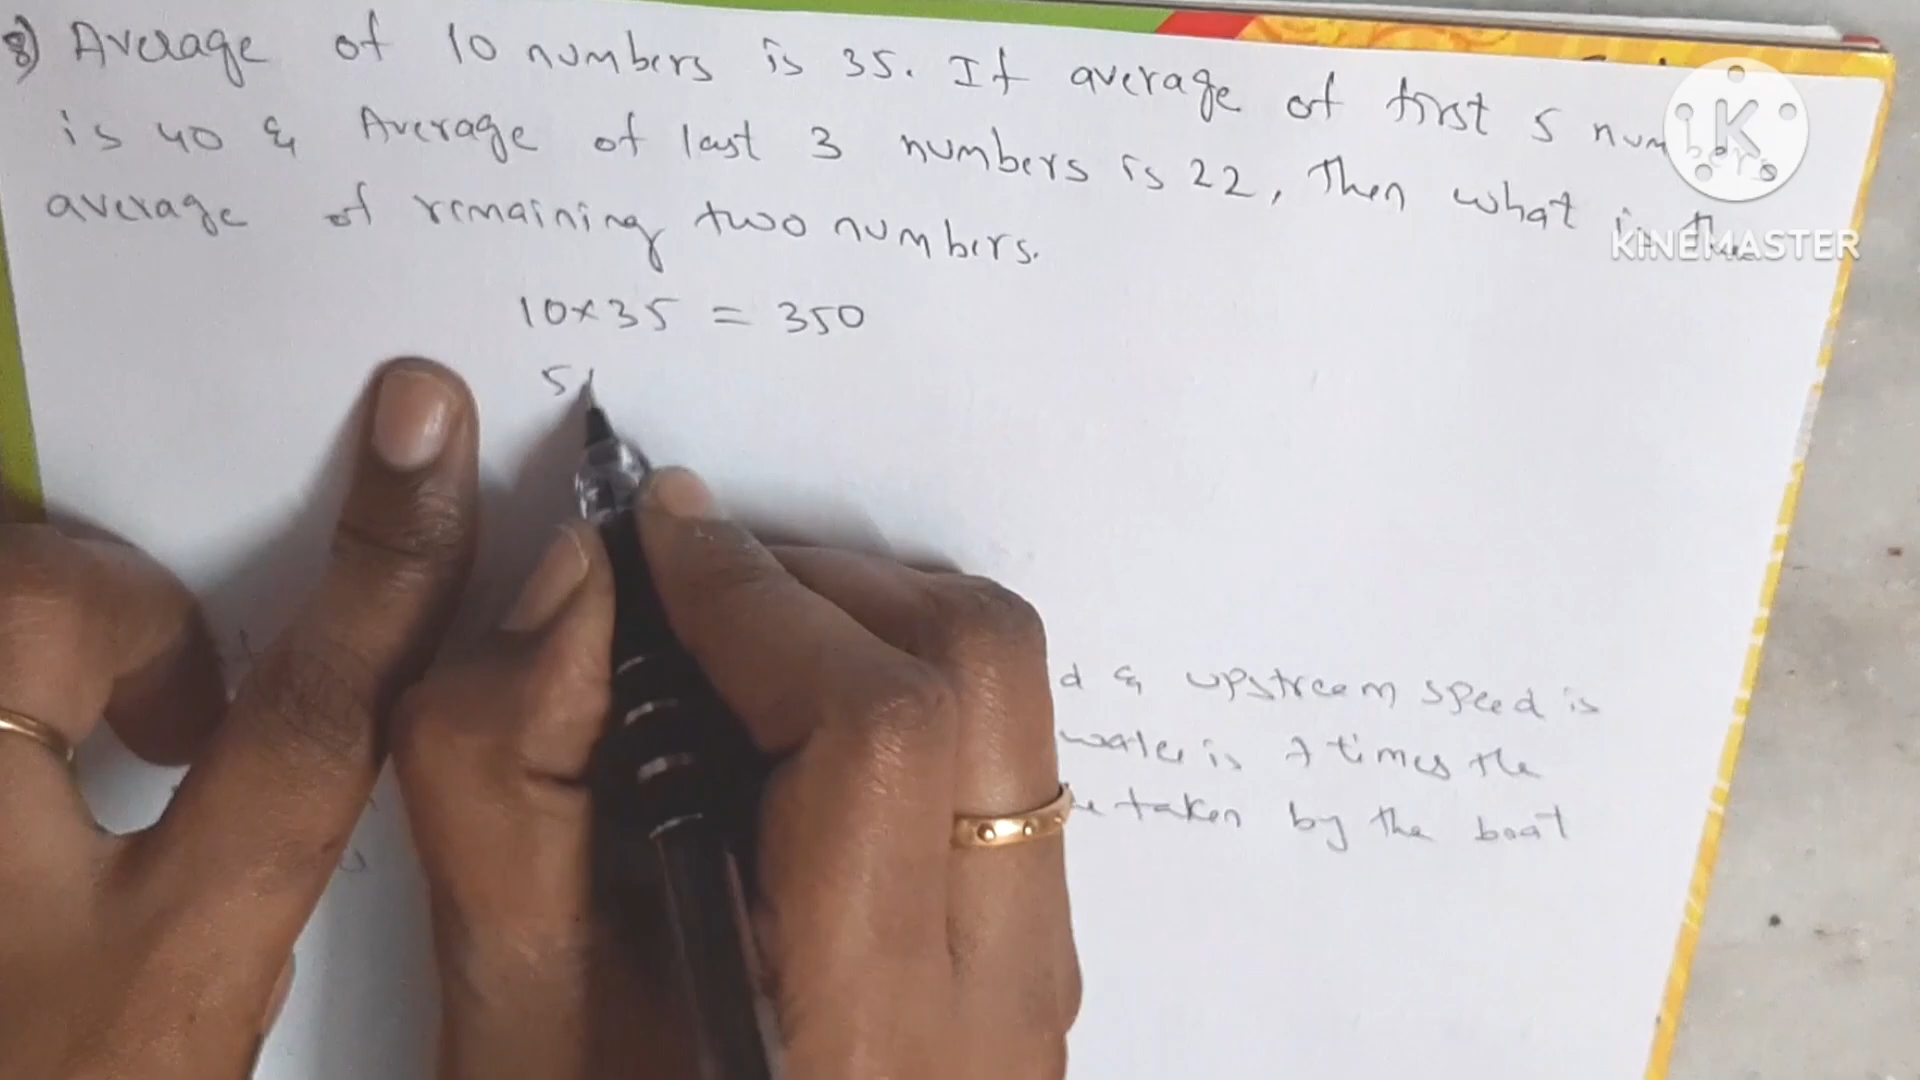 8) Average of 10 numbers is 35. If average of first 5 numbers
is 40 & Average of last 3 numbers is 22, Then what is the
average of remaining two numbers.
10×35 = 350
5
d & upstream speed is
water is 7 times the
taken by the boat
K
KINEMASTER